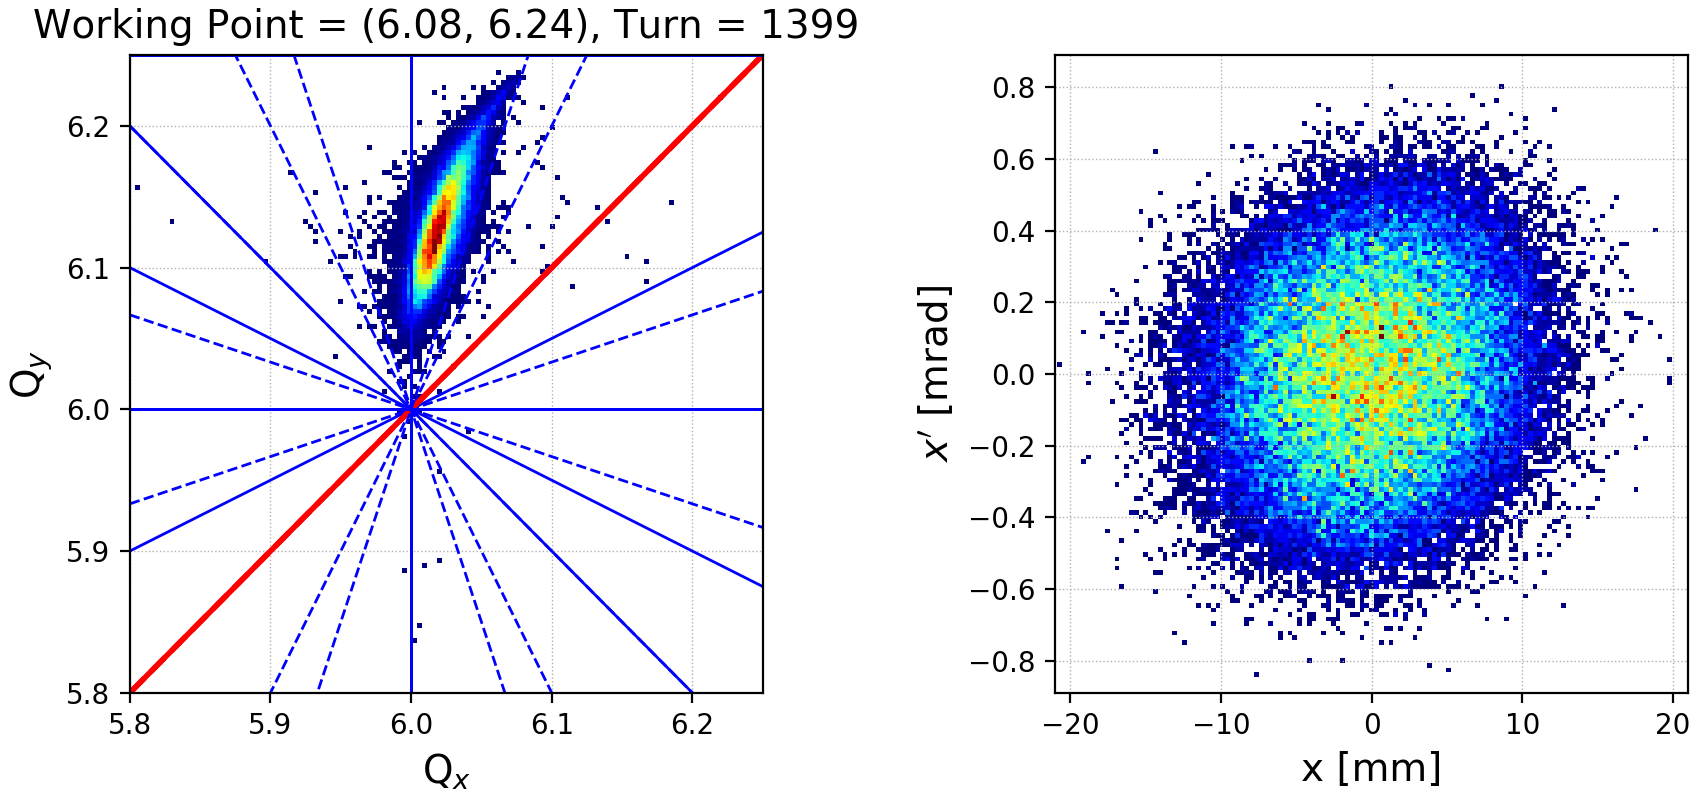 Working Point = (6.08, 6.24), Turn = 1399
6.2
6.1
6.0
5.9
5.8
Qy
5.8 5.9 6.0 6.1 6.2
Qx
0.8
0.6
0.4
0.2
0.0
−0.2
−0.4
−0.6
−0.8
x′ [mrad]
−20 −10 0 10 20
x [mm]